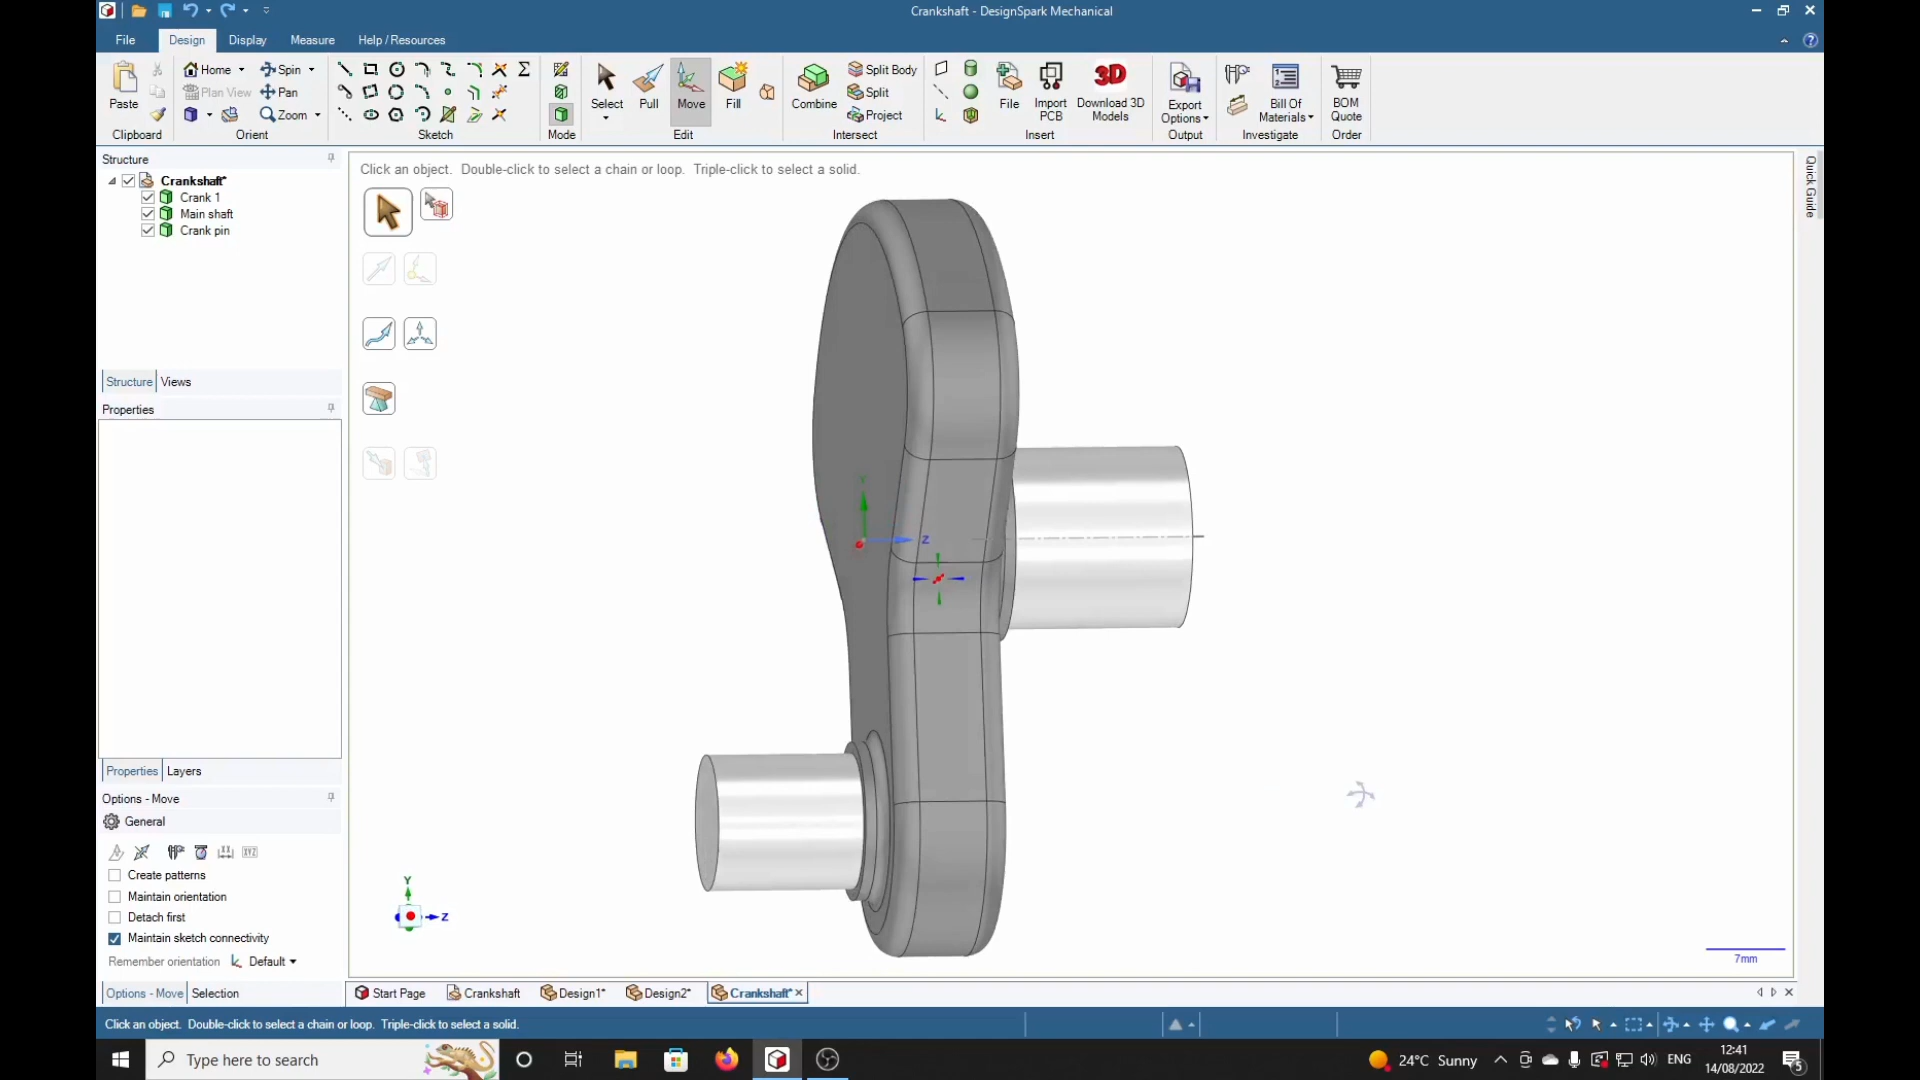 Crankshaft - DesignSpark Mechanical
File Design Display Measure Help / Resources
Paste
Clipboard
Home Spin
Plan View Pan
Zoom
Orient
Sketch
Mode
Select Pull Move Fill
Edit
Combine
Split Body
Split
Project
Intersect
File
Import PCB
3D
Download 3D Models
Insert
Export Options
Output
Bill Of Materials
Investigate
BOM Quote
Order
Structure
Crankshaft*
Crank 1
Main shaft
Crank pin
Structure Views
Properties
Properties Layers
Options - Move
General
XYZ
Create patterns
Maintain orientation
Detach first
Maintain sketch connectivity
Remember orientation Default
Options - Move Selection
Click an object. Double-click to select a chain or loop. Triple-click to select a solid.
Y
Z
Y
Z
7mm
Quick Guide
Start Page Crankshaft Design1* Design2* Crankshaft*
Click an object. Double-click to select a chain or loop. Triple-click to select a solid.
Type here to search
24°C Sunny
ENG
12:41
14/08/2022
5